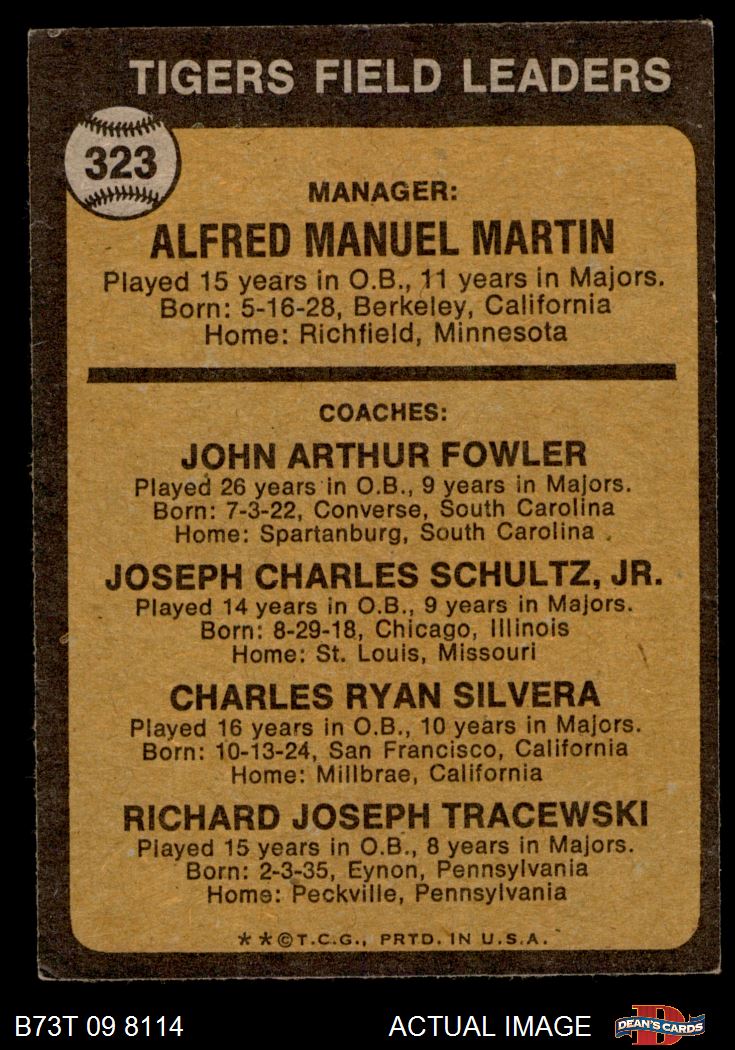 TIGERS FIELD LEADERS
323
MANAGER:
ALFRED MANUEL MARTIN
Played 15 years in O.B., 11 years in Majors.
Born: 5-16-28, Berkeley, California
Home: Richfield, Minnesota
COACHES:
JOHN ARTHUR FOWLER
Played 26 years in O.B., 9 years in Majors.
Born: 7-3-22, Converse, South Carolina
Home: Spartanburg, South Carolina
JOSEPH CHARLES SCHULTZ, JR.
Played 14 years in O.B., 9 years in Majors.
Born: 8-29-18, Chicago, Illinois
Home: St. Louis, Missouri
CHARLES RYAN SILVERA
Played 16 years in O.B., 10 years in Majors.
Born: 10-13-24, San Francisco, California
Home: Millbrae, California
RICHARD JOSEPH TRACEWSKI
Played 15 years in O.B., 8 years in Majors.
Born: 2-3-35, Eynon, Pennsylvania
Home: Peckville, Pennsylvania
**©T.C.G., PRTD. IN U.S.A.
B73T 09 8114 ACTUAL IMAGE D DEAN'S CARDS